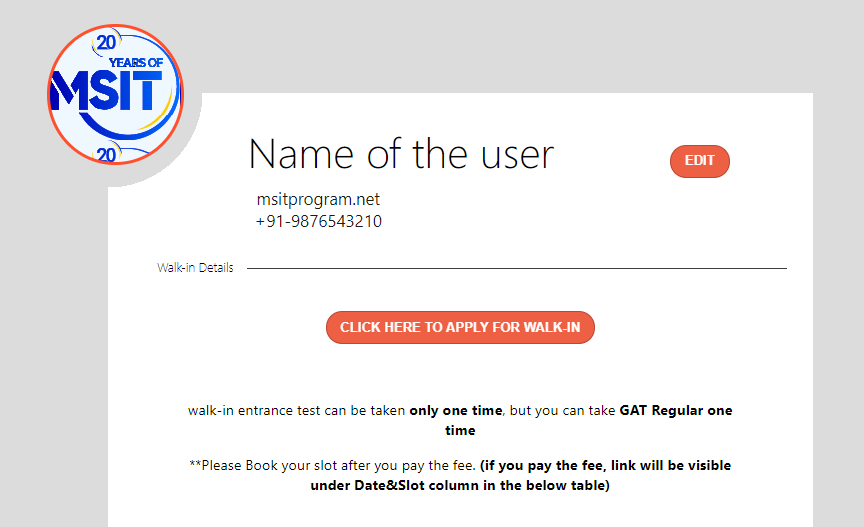 20
YEARS OF
MSIT
20
Name of the user
EDIT
msitprogram.net
+91-9876543210
Walk-in Details
CLICK HERE TO APPLY FOR WALK-IN
walk-in entrance test can be taken only one time, but you can take GAT Regular one
time
**Please Book your slot after you pay the fee. (if you pay the fee, link will be visible
under Date&Slot column in the below table)